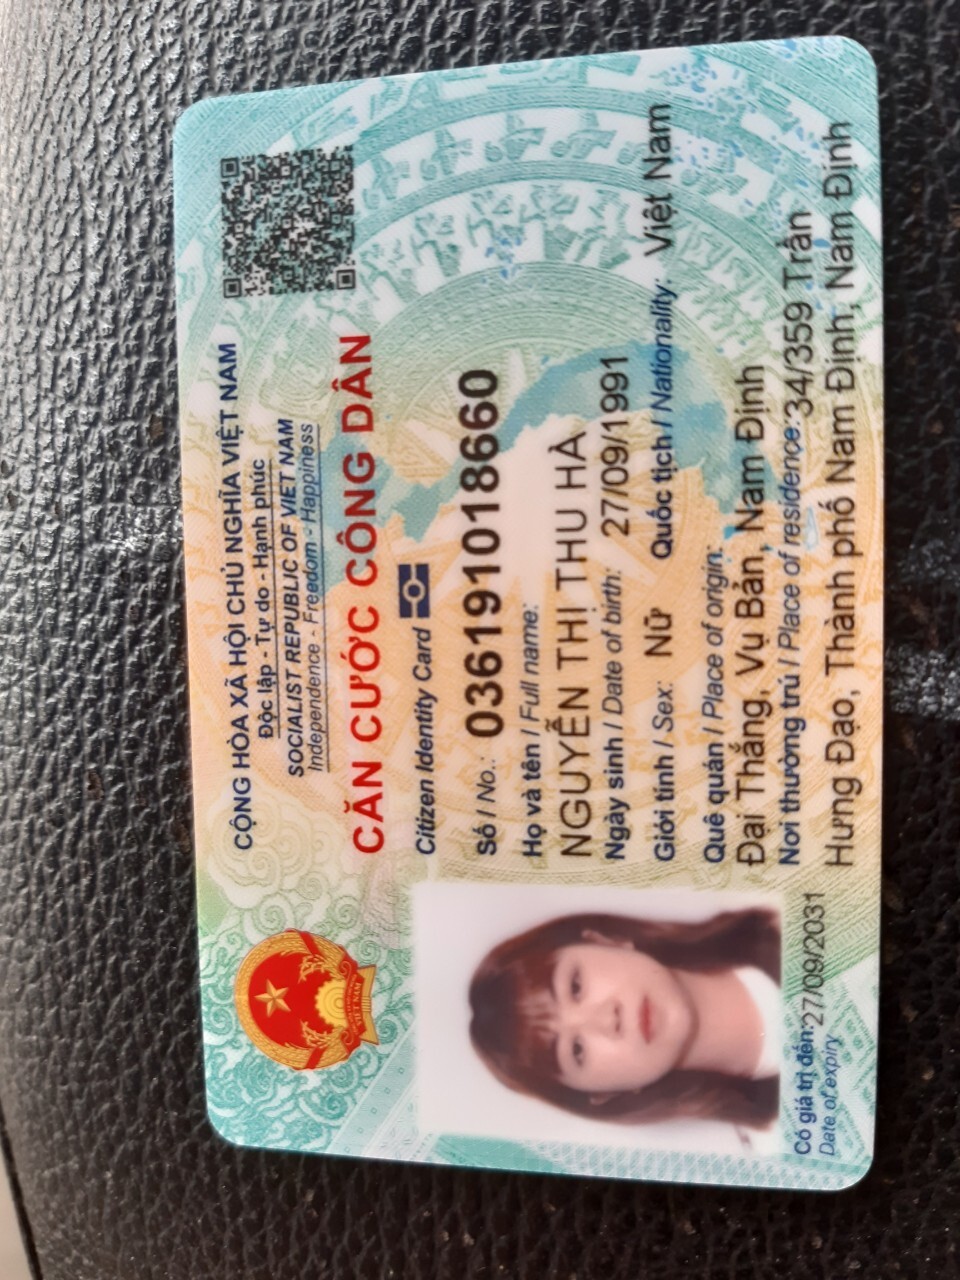 CỘNG HÒA XÃ HỘI CHỦ NGHĨA VIỆT NAM
Độc lập - Tự do - Hạnh phúc
SOCIALIST REPUBLIC OF VIET NAM
Independence - Freedom - Happiness
CĂN CƯỚC CÔNG DÂN
Citizen Identity Card
Số / No.: 036191018660
Họ và tên / Full name:
NGUYỄN THỊ THU HÀ
Ngày sinh / Date of birth: 27/09/1991
Giới tính / Sex: Nữ Quốc tịch / Nationality: Việt Nam
Quê quán / Place of origin:
Đại Thắng, Vụ Bản, Nam Định
Nơi thường trú / Place of residence: 34/359 Trần
Hưng Đạo, Thành phố Nam Định, Nam Định
Có giá trị đến: 27/09/2031
Date of expiry
VIỆT NAM